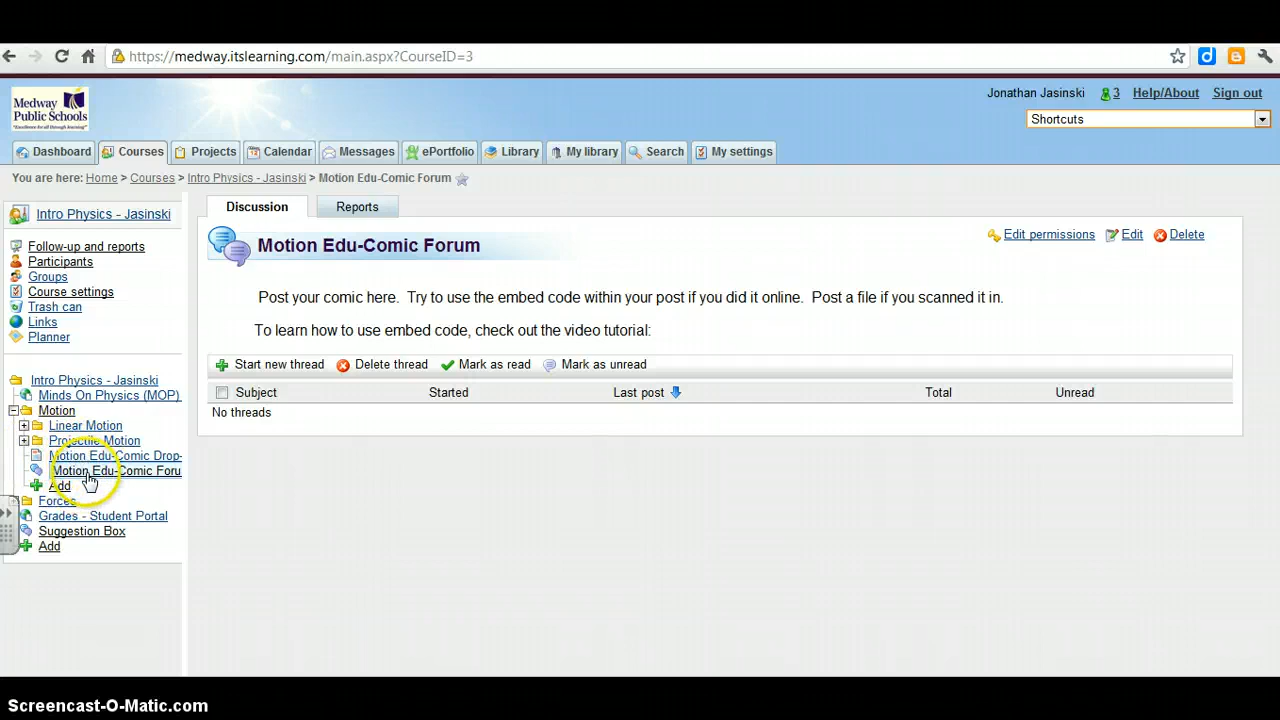 https://medway.itslearning.com/main.aspx?CourseID=3
Medway
Public Schools
Jonathan Jasinski 3 Help/About Sign out
Shortcuts
Dashboard Courses Projects Calendar Messages ePortfolio Library My library Search My settings
You are here: Home > Courses > Intro Physics - Jasinski > Motion Edu-Comic Forum
Intro Physics - Jasinski
Follow-up and reports
Participants
Groups
Course settings
Trash can
Links
Planner
Intro Physics - Jasinski
Minds On Physics (MOP)
Motion
Linear Motion
Projectile Motion
Motion Edu-Comic Drop-
Motion Edu-Comic Foru
Add
Forces
Grades - Student Portal
Suggestion Box
Add
Discussion Reports
Motion Edu-Comic Forum
Edit permissions Edit Delete
Post your comic here. Try to use the embed code within your post if you did it online. Post a file if you scanned it in.
To learn how to use embed code, check out the video tutorial:
Start new thread Delete thread Mark as read Mark as unread
Subject Started Last post Total Unread
No threads
Screencast-O-Matic.com